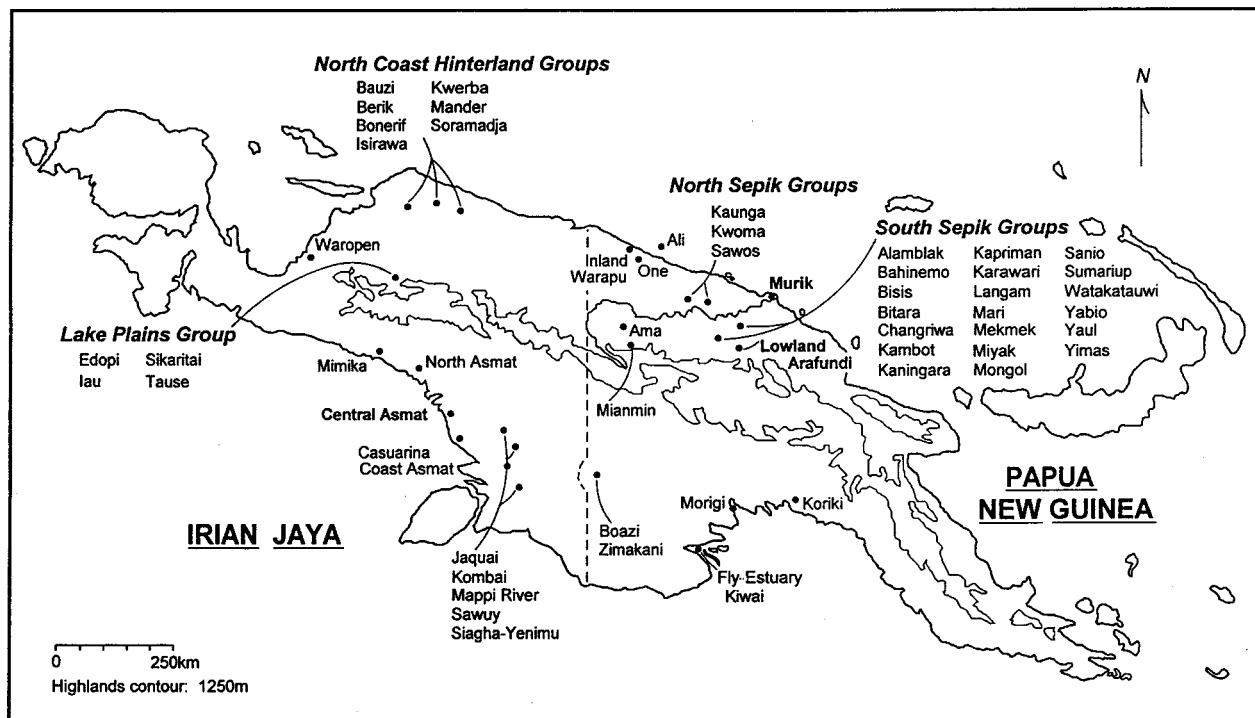 North Coast Hinterland Groups
Bauzi Kwerba
Berik Mander
Bonerif Soramadja
Isirawa
N
North Sepik Groups
Kaunga
Kwoma
Sawos
South Sepik Groups
Alamblak Kapriman Sanio
Bahinemo Karawari Sumariup
Bisis Langam Watakatauwi
Bitara Mari Yabio
Changriwa Mekmek Yaul
Kambot Miyak Yimas
Kaningara Mongol
Waropen
Ali
Inland
Warapu
One
Murik
Lake Plains Group
Edopi Sikaritai
Iau Tause
Ama
Lowland
Arafundi
Mimika
North Asmat
Mianmin
Central Asmat
Casuarina
Coast Asmat
PAPUA
NEW GUINEA
IRIAN JAYA
Morigi
Koriki
Boazi
Zimakani
Jaquai
Kombai
Mappi River
Sawuy
Siagha-Yenimu
Fly Estuary
Kiwai
0 250km
Highlands contour: 1250m